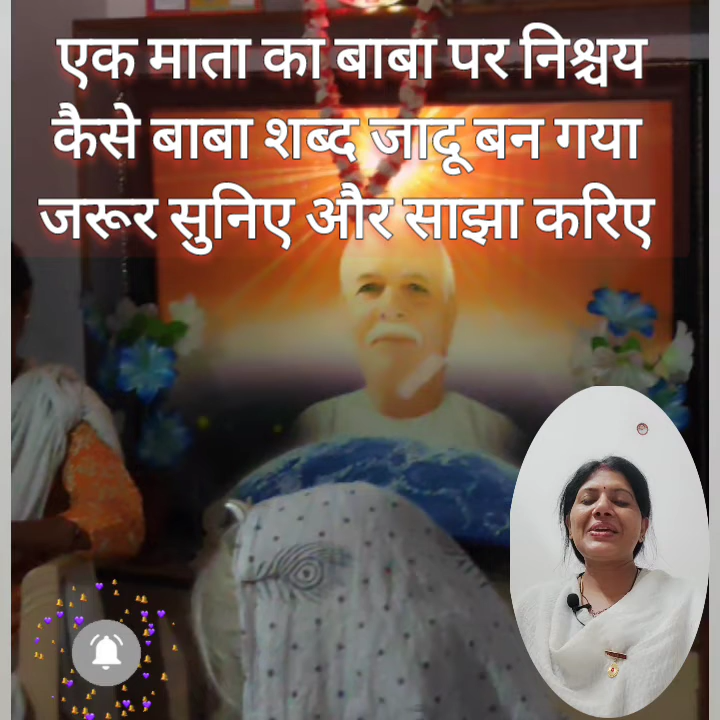 एक माता का बाबा पर निश्चय
कैसे बाबा शब्द जादू बन गया
जरूर सुनिए और साझा करिए